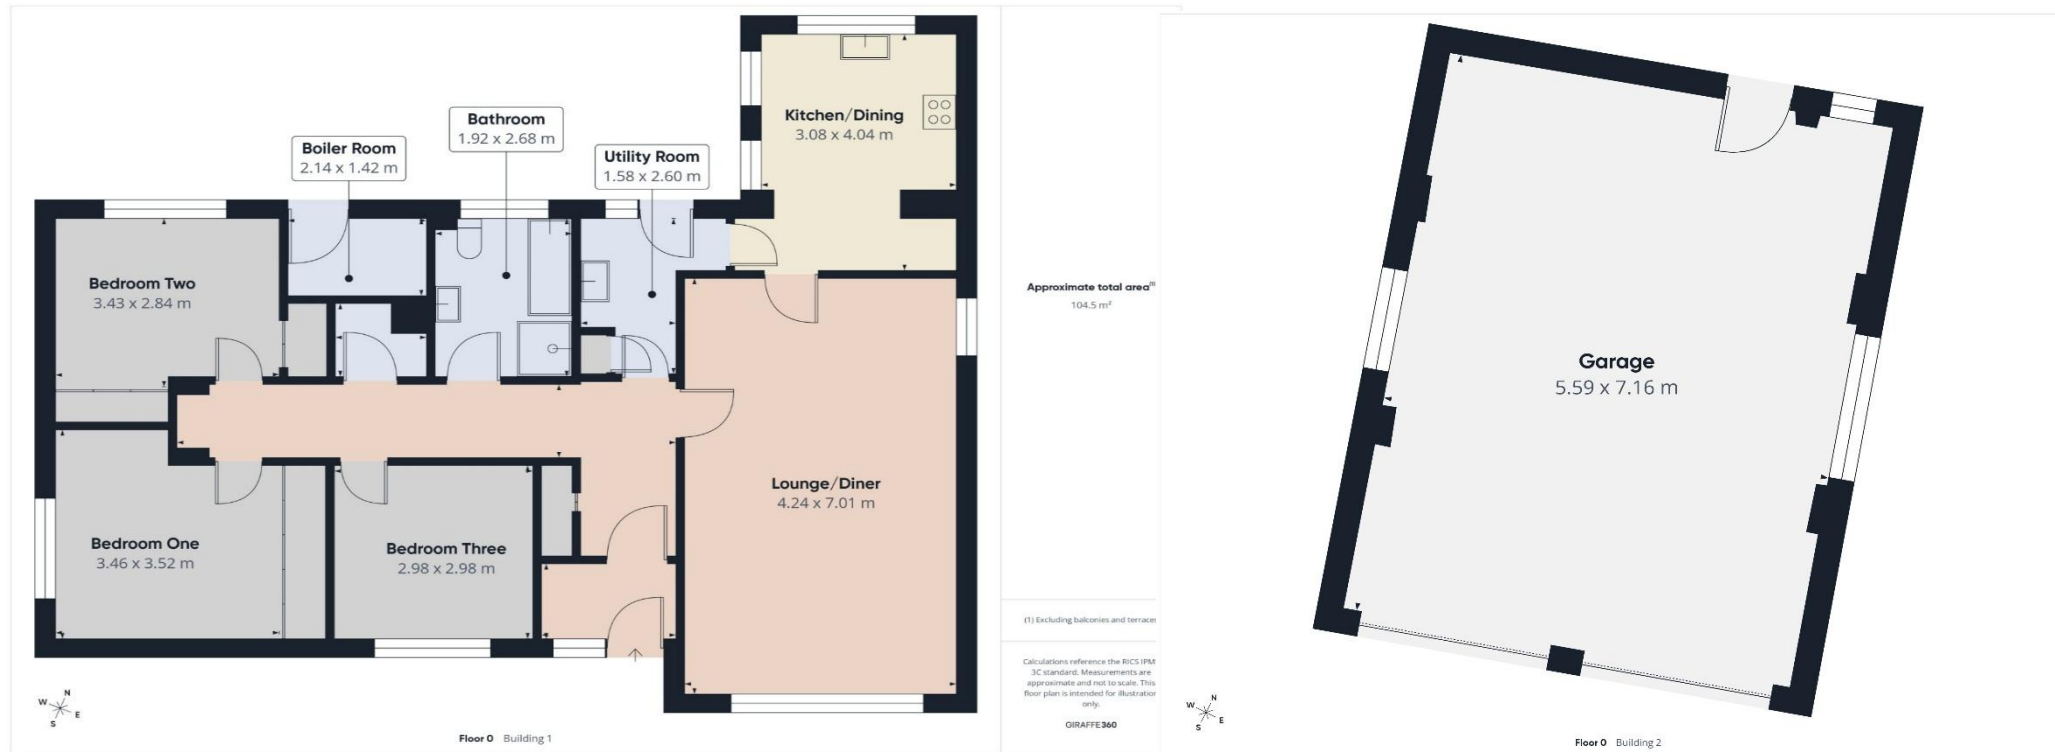 Kitchen/Dining
3.08 x 4.04 m
Bathroom
1.92 x 2.68 m
Boiler Room
2.14 x 1.42 m
Utility Room
1.58 x 2.60 m
Bedroom Two
3.43 x 2.84 m
Lounge/Diner
4.24 x 7.01 m
Bedroom One
3.46 x 3.52 m
Bedroom Three
2.98 x 2.98 m
N
W
E
S
Floor 0 Building 1
Approximate total area
104.5 m²
(1) Excluding balconies and terraces
Calculations reference the RICS IPM
3C standard. Measurements are
approximate and not to scale. This
floor plan is intended for illustration
only.
GIRAFFE360
Garage
5.59 x 7.16 m
N
W
E
S
Floor 0 Building 2